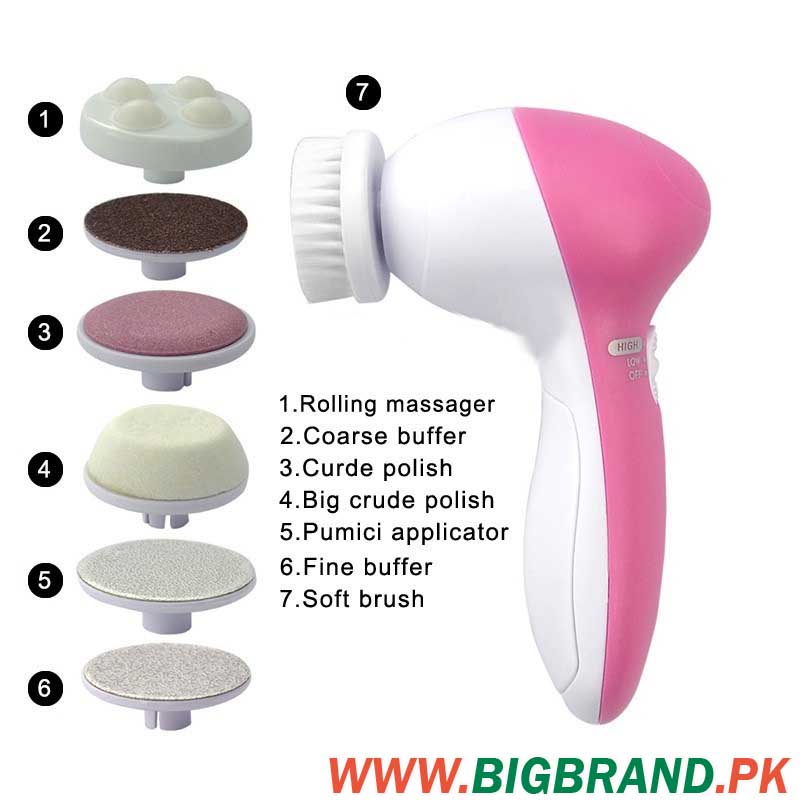 1
2
3
4
5
6
7
HIGH
LOW
OFF
1.Rolling massager
2.Coarse buffer
3.Curde polish
4.Big crude polish
5.Pumici applicator
6.Fine buffer
7.Soft brush
WWW.BIGBRAND.PK